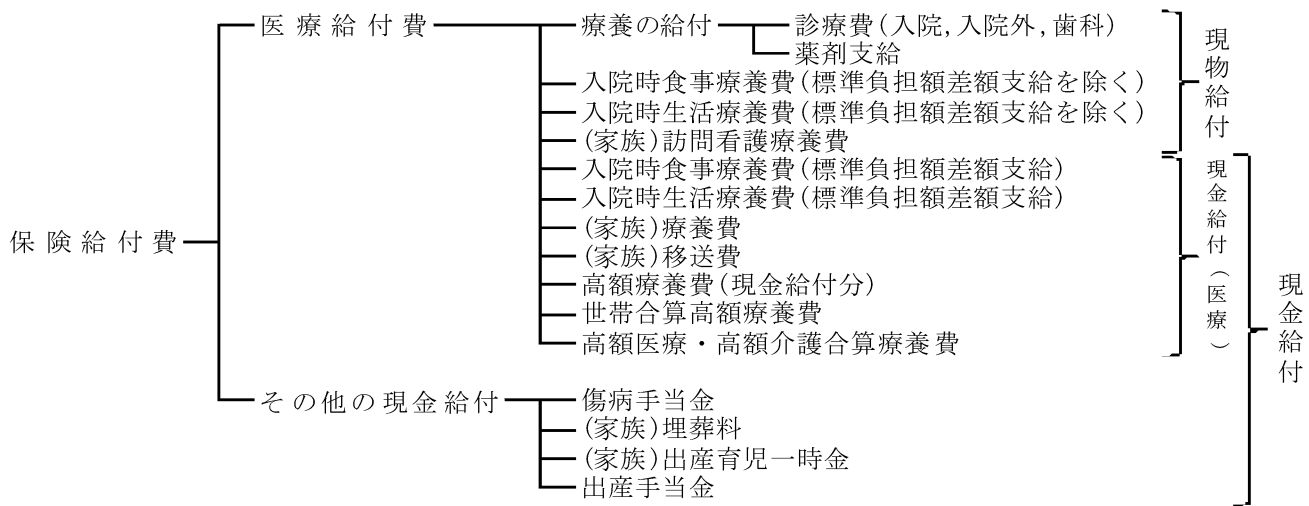 医療給付費
療養の給付
診療費(入院,入院外,歯科)
薬剤支給
入院時食事療養費(標準負担額差額支給を除く)
入院時生活療養費(標準負担額差額支給を除く)
(家族)訪問看護療養費
現物給付
入院時食事療養費(標準負担額差額支給)
入院時生活療養費(標準負担額差額支給)
(家族)療養費
(家族)移送費
高額療養費(現金給付分)
世帯合算高額療養費
高額医療・高額介護合算療養費
現金給付(医療)
保険給付費
現金給付
その他の現金給付
傷病手当金
(家族)埋葬料
(家族)出産育児一時金
出産手当金